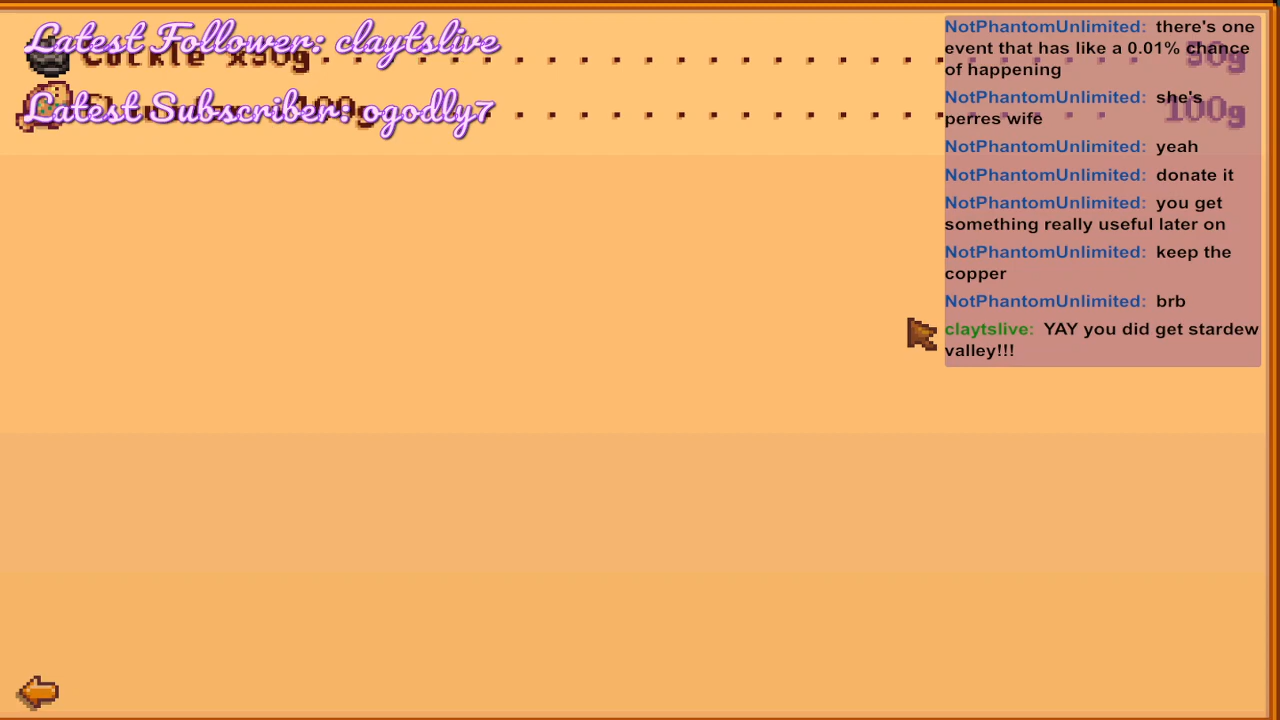 Latest Follower: claytslive
Cockle x50g 50g
Latest Subscriber: ogodly7
100g
NotPhantomUnlimited: there's one
event that has like a 0.01% chance
of happening
NotPhantomUnlimited: she's
perres wife
NotPhantomUnlimited: yeah
NotPhantomUnlimited: donate it
NotPhantomUnlimited: you get
something really useful later on
NotPhantomUnlimited: keep the
copper
NotPhantomUnlimited: brb
claytslive: YAY you did get stardew
valley!!!